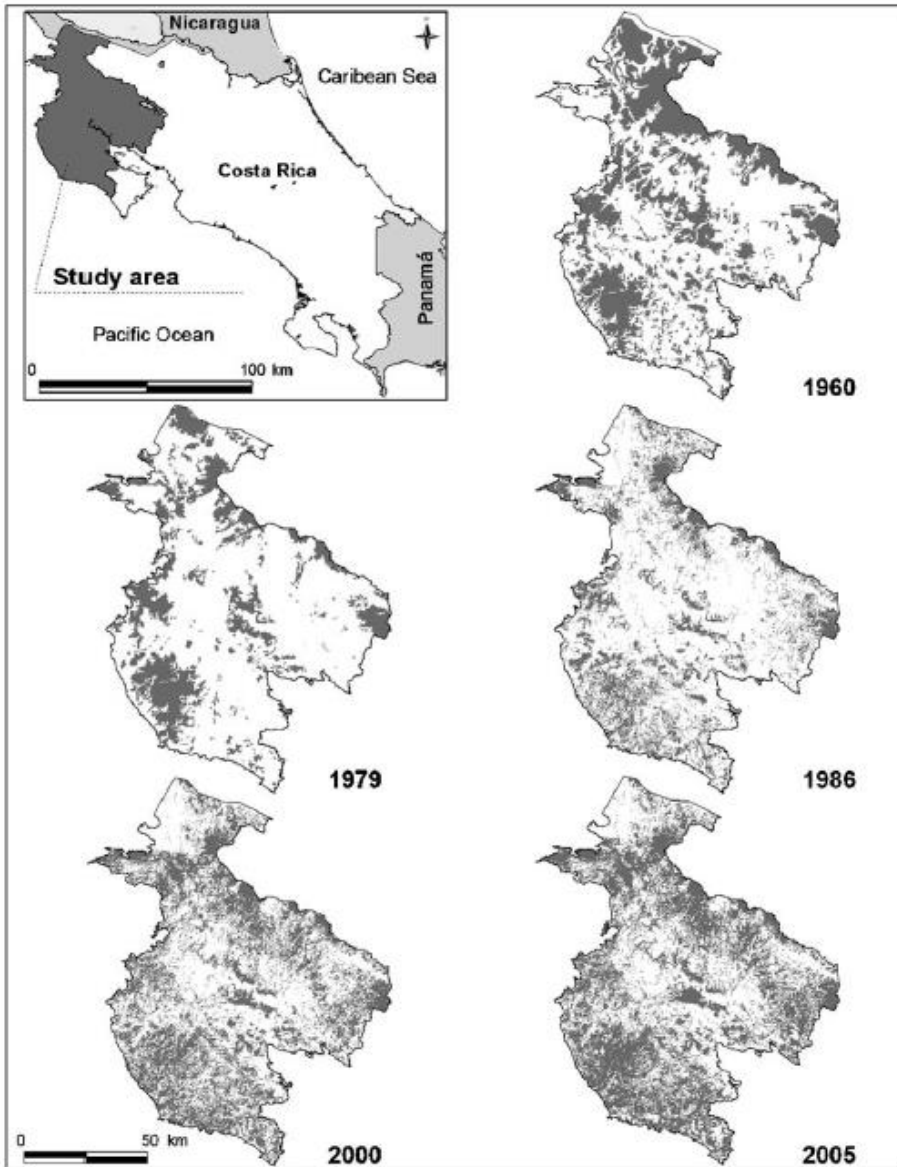 Nicaragua
Caribean Sea
Costa Rica
Study area
Panamá
Pacific Ocean
0 100 km
1960
1979
1986
0 50 km
2000
2005